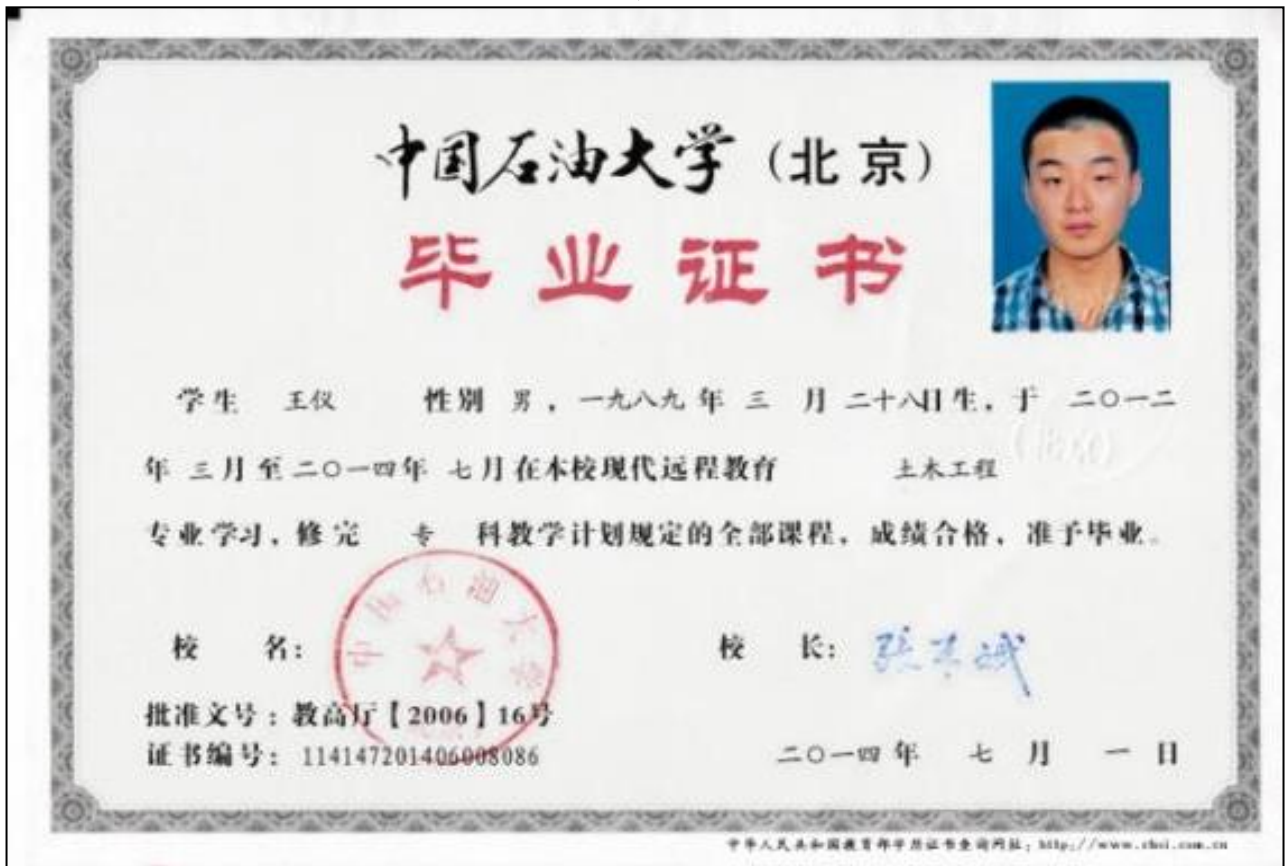 中国石油大学(北京)
毕业证书
学生 王仪 性别 男,一九八九年 三 月 二十八日生,于 二〇一二
年 三月至二〇一四年 七月在本校现代远程教育 土木工程
专业学习,修完 专 科教学计划规定的全部课程,成绩合格,准予毕业。
校 名:
中国石油大学
校 长:
批准文号:教高厅【2006】16号
证书编号: 114147201406008086
二〇一四年 七 月 一 日
中华人民共和国教育部学历证书查询网址:http://www.chsi.com.cn